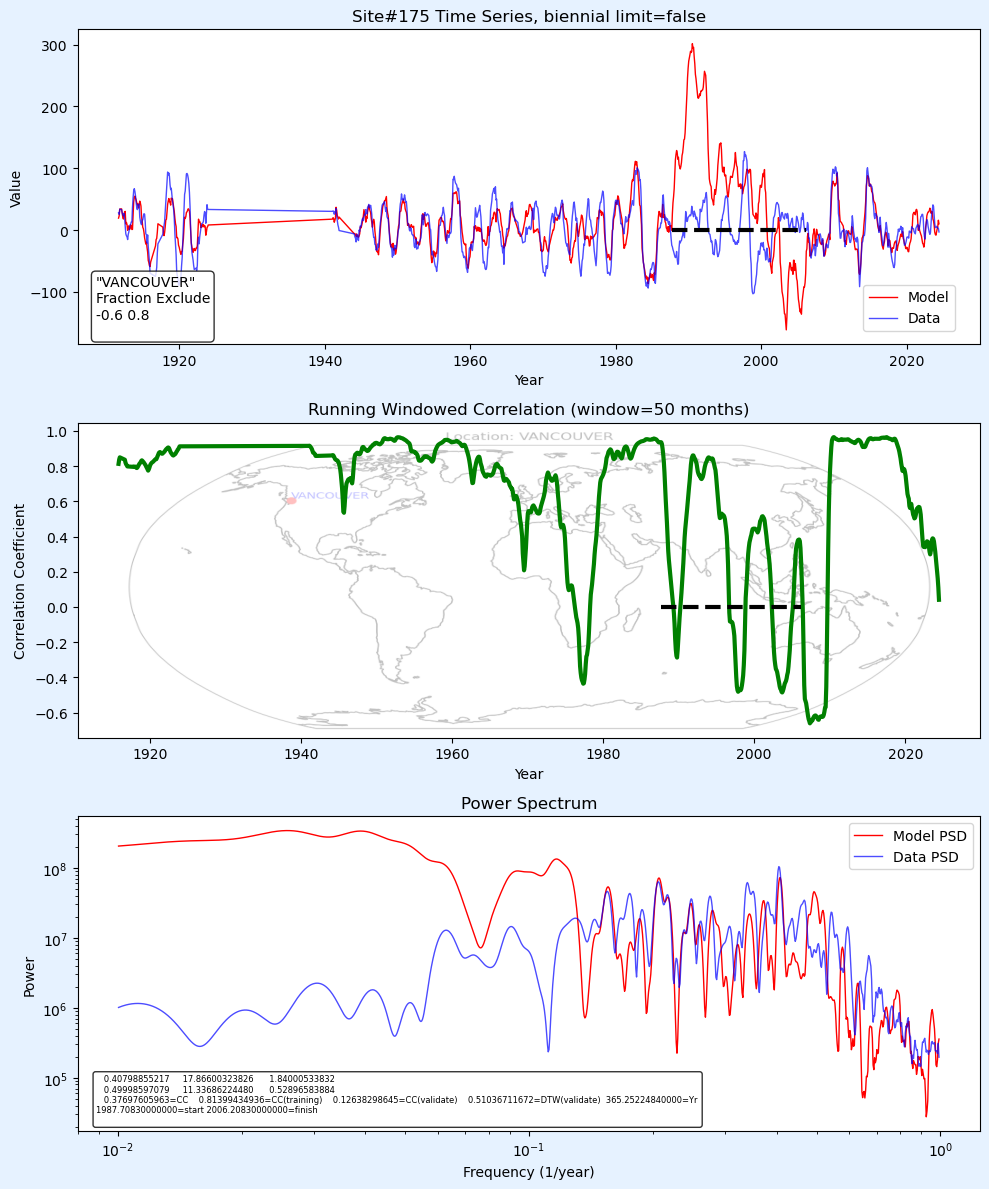 Site#175 Time Series, biennial limit=false
300
200
100
0
−100
Value
"VANCOUVER"
Fraction Exclude
-0.6 0.8
Model
Data
1920
1940
1960
1980
2000
2020
Year
Running Windowed Correlation (window=50 months)
1.0
0.8
0.6
0.4
0.2
0.0
−0.2
−0.4
−0.6
Correlation Coefficient
Location: VANCOUVER
VANCOUVER
1920
1940
1960
1980
2000
2020
Year
Power Spectrum
10⁸
10⁷
10⁶
10⁵
Power
Model PSD
Data PSD
0.40798855217 17.86600323826 1.84000533832
0.49998597079 11.33686224480 0.52896583884
0.37697605963=CC 0.81399434936=CC(training) 0.12638298645=CC(validate) 0.51036711672=DTW(validate) 365.25224840000=Yr
1987.70830000000=start 2006.20830000000=finish
10⁻²
10⁻¹
10⁰
Frequency (1/year)